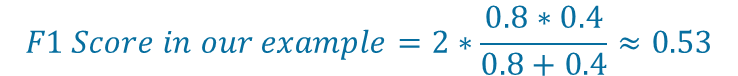 F1 Score in our example = 2 * (0.8 * 0.4) / (0.8 + 0.4) ≈ 0.53